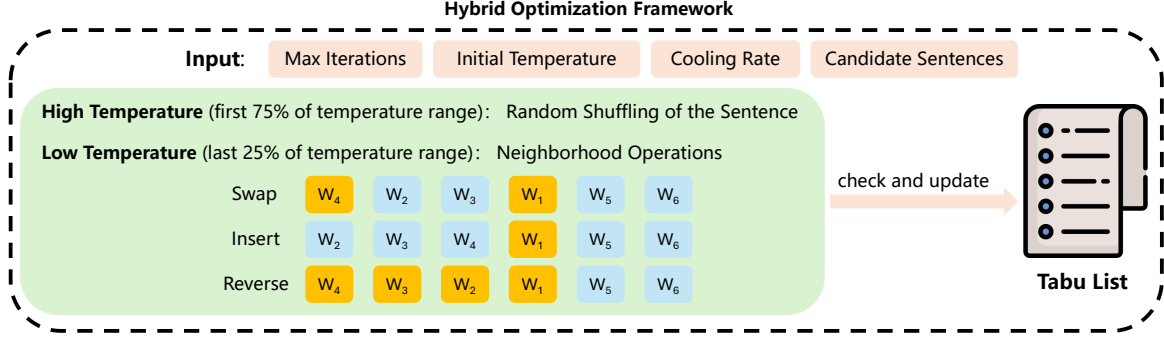 Hybrid Optimization Framework
Input: Max Iterations Initial Temperature Cooling Rate Candidate Sentences
High Temperature (first 75% of temperature range): Random Shuffling of the Sentence
Low Temperature (last 25% of temperature range): Neighborhood Operations
Swap W₄ W₂ W₃ W₁ W₅ W₆
Insert W₂ W₃ W₄ W₁ W₅ W₆
Reverse W₄ W₃ W₂ W₁ W₅ W₆
check and update
Tabu List